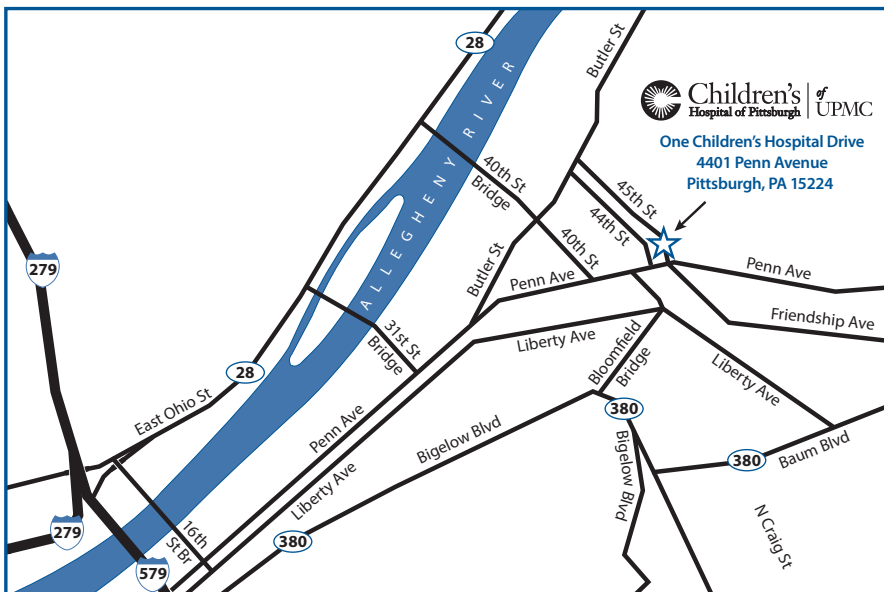 28
Butler St
Children's
Hospital of Pittsburgh
of
UPMC
ALLEGHENY RIVER
One Children's Hospital Drive
4401 Penn Avenue
Pittsburgh, PA 15224
40th St
Bridge
45th St
44th St
40th St
279
Butler St
Penn Ave
Penn Ave
31st St
Bridge
Friendship Ave
Liberty Ave
Bloomfield
Bridge
Liberty Ave
28
East Ohio St
Penn Ave
380
Bigelow Blvd
Bigelow Blvd
Baum Blvd
380
Liberty Ave
16th
St Br
N Craig St
279
380
579